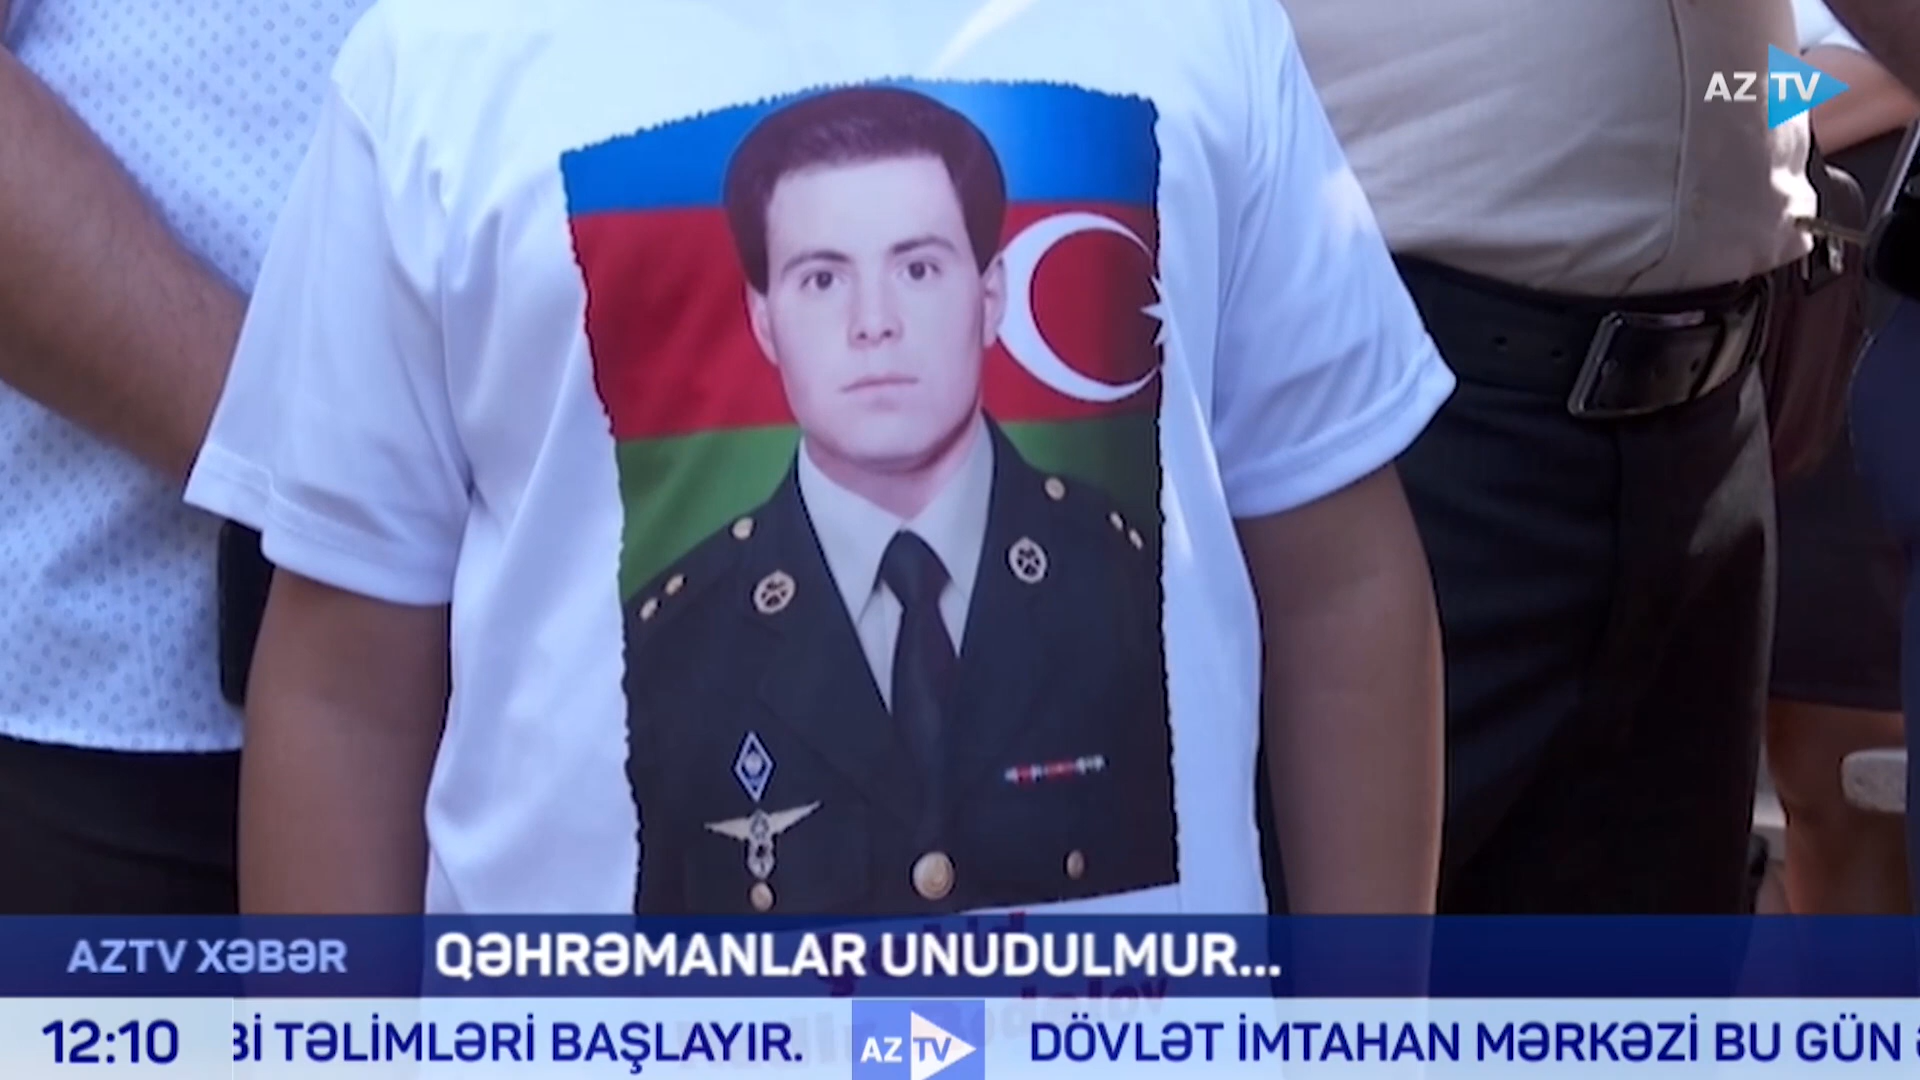 AZ TV
AZTV XƏBƏR
QƏHRƏMANLAR UNUDULMUR...
12:10
Bİ TƏLİMLƏRİ BAŞLAYIR.
AZ TV
DÖVLƏT İMTAHAN MƏRKƏZİ BU GÜN